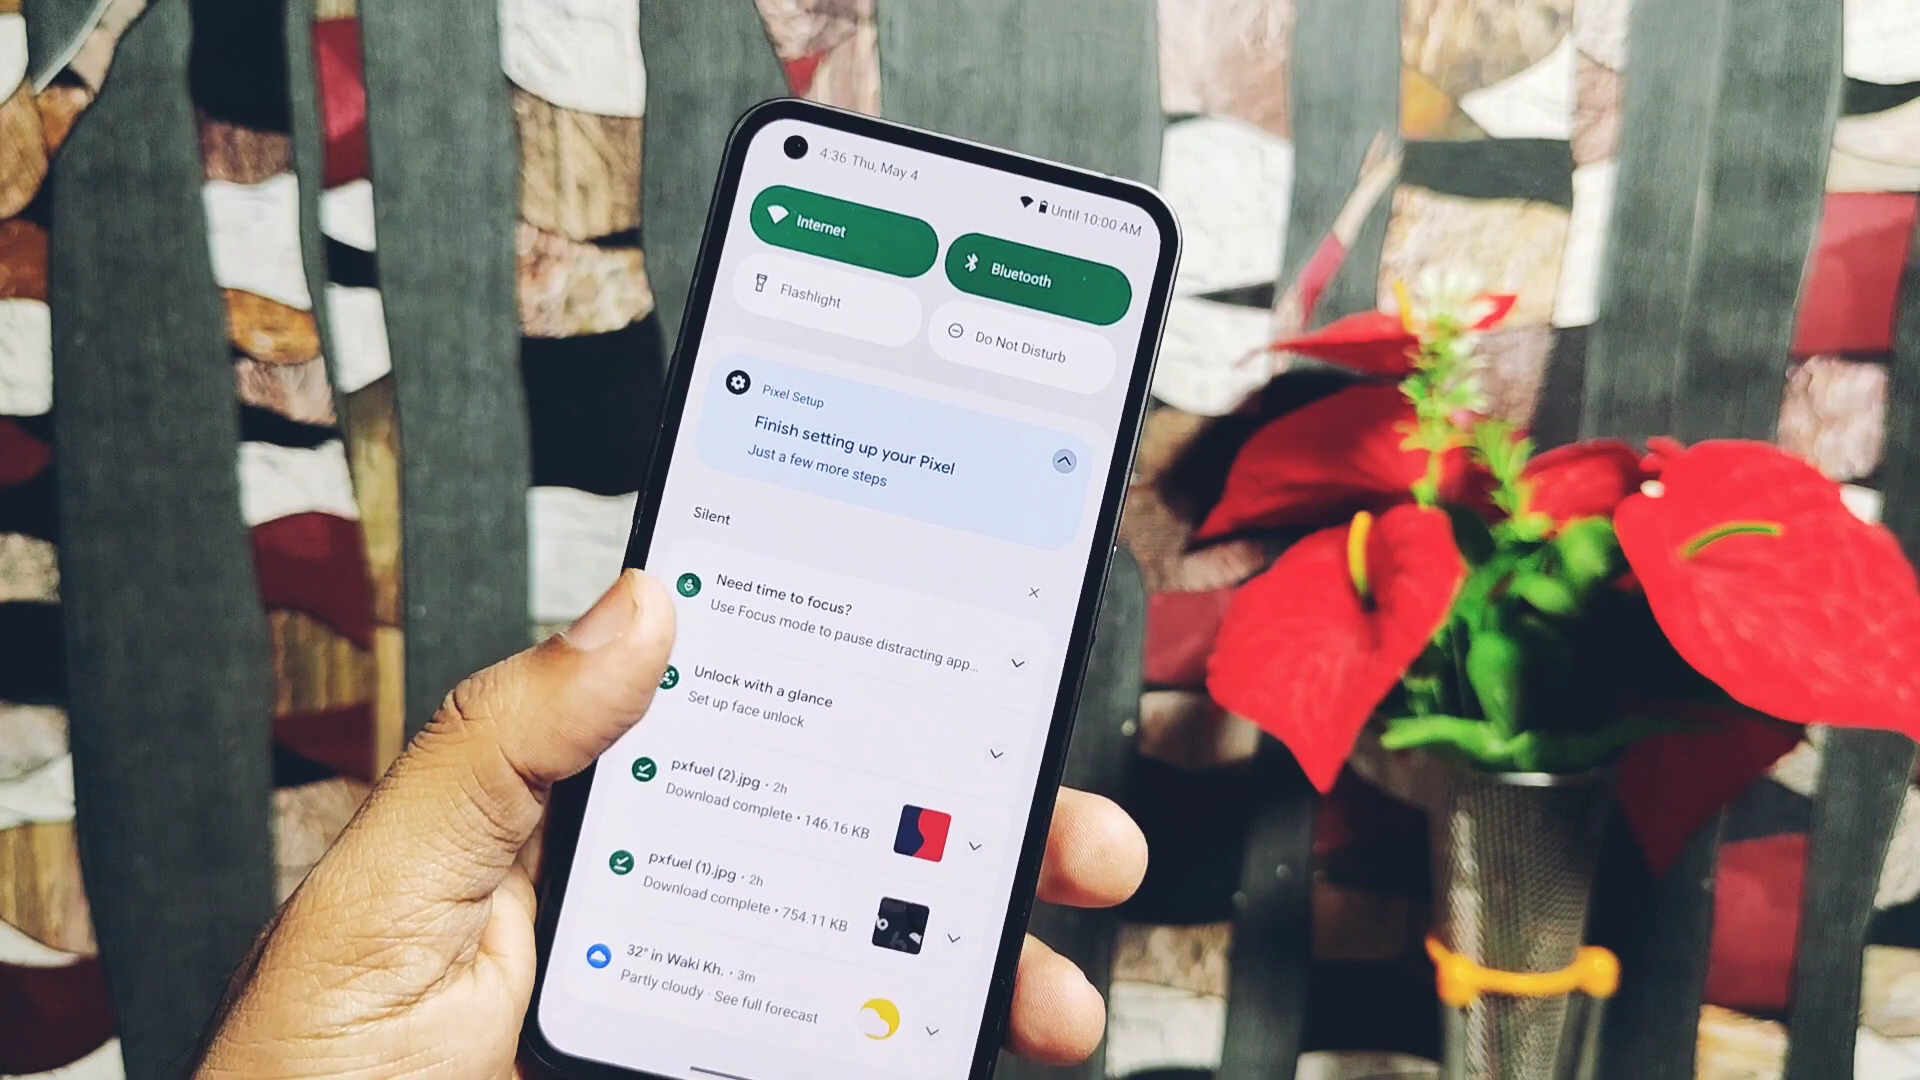 4:36 Thu, May 4
Until 10:00 AM
Internet
Bluetooth
Flashlight
Do Not Disturb
Pixel Setup
Finish setting up your Pixel
Just a few more steps
Silent
Need time to focus?
Use Focus mode to pause distracting app…
Unlock with a glance
Set up face unlock
pxfuel (2).jpg • 2h
Download complete • 146.16 KB
pxfuel (1).jpg • 2h
Download complete • 754.11 KB
32° in Waki Kh. • 3m
Partly cloudy · See full forecast